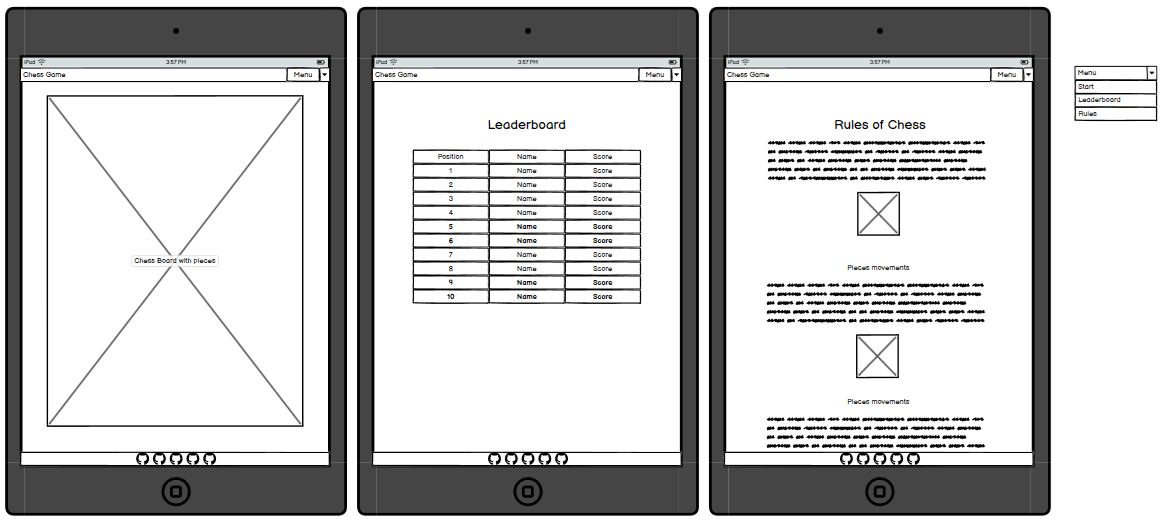 iPod 3:57 PM
Chess Game Menu
Chess Board with pieces
iPod 3:57 PM
Chess Game Menu
Leaderboard
Position Name Score
1 Name Score
2 Name Score
3 Name Score
4 Name Score
5 Name Score
6 Name Score
7 Name Score
8 Name Score
9 Name Score
10 Name Score
iPod 3:57 PM
Chess Game Menu
Rules of Chess
Pieces movements
Pieces movements
Menu
Start
Leaderboard
Rules